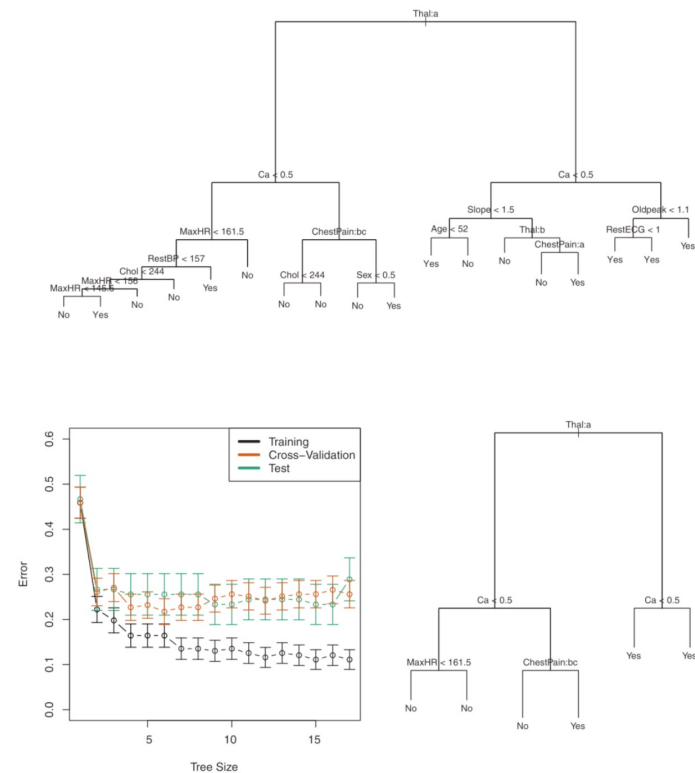 Thal:a
Ca < 0.5
Ca < 0.5
Slope < 1.5
Oldpeak < 1.1
MaxHR < 161.5
ChestPain:bc
Age < 52
Thal:b
RestECG < 1
ChestPain:a
Yes
RestBP < 157
Yes
No
No
Yes
Yes
Chol < 244
No
Chol < 244
Sex < 0.5
No
Yes
MaxHR < 156
Yes
MaxHR < 145.5
No
No
No
No
No
Yes
No
Yes
0.6
0.5
0.4
0.3
0.2
0.1
0.0
Error
Training
Cross−Validation
Test
5
10
15
Tree Size
Thal:a
Ca < 0.5
Ca < 0.5
Yes
Yes
MaxHR < 161.5
ChestPain:bc
No
No
No
Yes